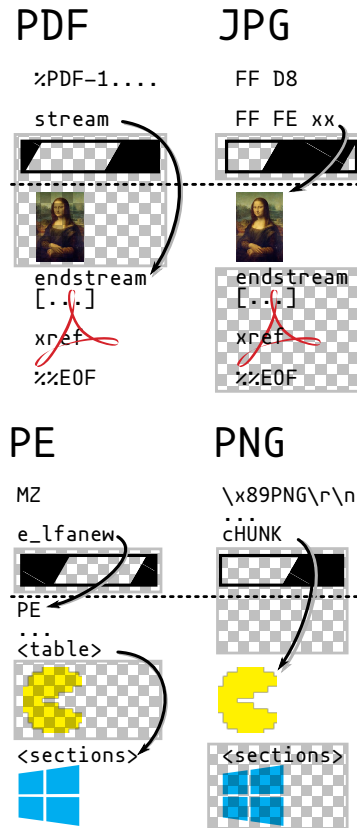 PDF
%PDF-1....
stream
endstream
[...]
xref
%%EOF
JPG
FF D8
FF FE xx
endstream
[...]
xref
%%EOF
PE
MZ
e_lfanew
PE
...
<table>
<sections>
PNG
\x89PNG\r\n
...
cHUNK
<sections>